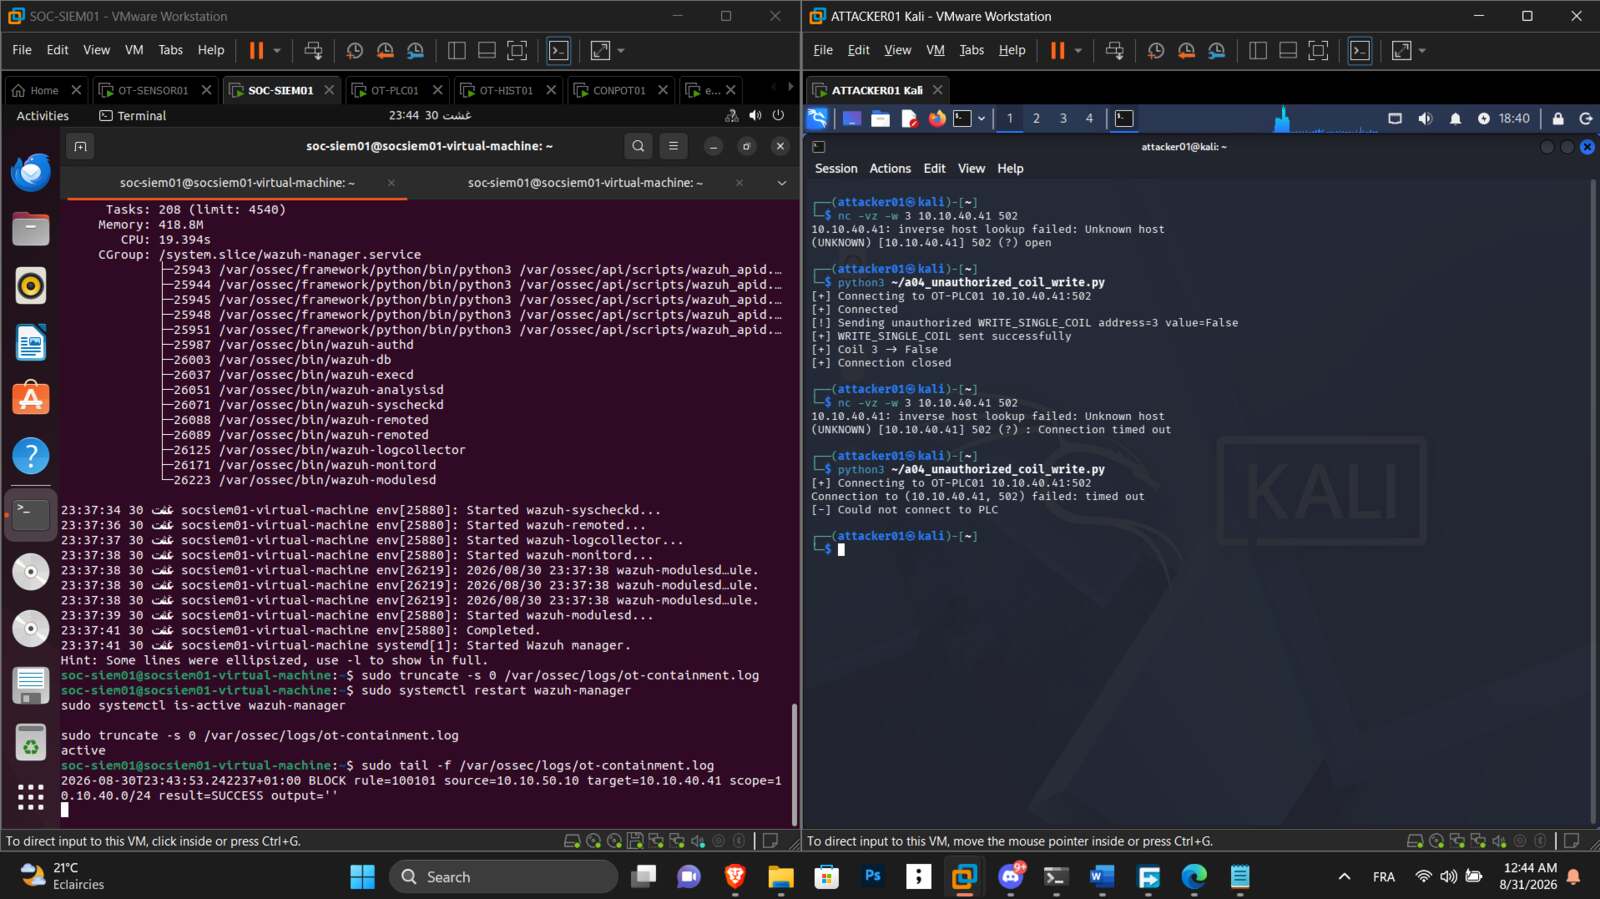 SOC-SIEM01 - VMware Workstation
File Edit View VM Tabs Help
Home OT-SENSOR01 SOC-SIEM01 OT-PLC01 OT-HIST01 CONPOT01 e...
Activities Terminal 23:44 30 غشت
soc-siem01@socsiem01-virtual-machine: ~
soc-siem01@socsiem01-virtual-machine: ~ soc-siem01@socsiem01-virtual-machine: ~
Tasks: 208 (limit: 4540)
Memory: 418.8M
CPU: 19.394s
CGroup: /system.slice/wazuh-manager.service
├─25943 /var/ossec/framework/python/bin/python3 /var/ossec/api/scripts/wazuh_apid.…
├─25944 /var/ossec/framework/python/bin/python3 /var/ossec/api/scripts/wazuh_apid.…
├─25945 /var/ossec/framework/python/bin/python3 /var/ossec/api/scripts/wazuh_apid.…
├─25948 /var/ossec/framework/python/bin/python3 /var/ossec/api/scripts/wazuh_apid.…
├─25951 /var/ossec/framework/python/bin/python3 /var/ossec/api/scripts/wazuh_apid.…
├─25987 /var/ossec/bin/wazuh-authd
├─26003 /var/ossec/bin/wazuh-db
├─26037 /var/ossec/bin/wazuh-execd
├─26051 /var/ossec/bin/wazuh-analysisd
├─26071 /var/ossec/bin/wazuh-syscheckd
├─26088 /var/ossec/bin/wazuh-remoted
├─26089 /var/ossec/bin/wazuh-remoted
├─26125 /var/ossec/bin/wazuh-logcollector
├─26171 /var/ossec/bin/wazuh-monitord
└─26223 /var/ossec/bin/wazuh-modulesd
23:37:34 30 غشت socsiem01-virtual-machine env[25880]: Started wazuh-syscheckd...
23:37:36 30 غشت socsiem01-virtual-machine env[25880]: Started wazuh-remoted...
23:37:37 30 غشت socsiem01-virtual-machine env[25880]: Started wazuh-logcollector...
23:37:38 30 غشت socsiem01-virtual-machine env[25880]: Started wazuh-monitord...
23:37:38 30 غشت socsiem01-virtual-machine env[26219]: 2026/08/30 23:37:38 wazuh-modulesd…ule.
23:37:38 30 غشت socsiem01-virtual-machine env[26219]: 2026/08/30 23:37:38 wazuh-modulesd…ule.
23:37:38 30 غشت socsiem01-virtual-machine env[26219]: 2026/08/30 23:37:38 wazuh-modulesd…ule.
23:37:39 30 غشت socsiem01-virtual-machine env[25880]: Started wazuh-modulesd...
23:37:41 30 غشت socsiem01-virtual-machine env[25880]: Completed.
23:37:41 30 غشت socsiem01-virtual-machine systemd[1]: Started Wazuh manager.
Hint: Some lines were ellipsized, use -l to show in full.
soc-siem01@socsiem01-virtual-machine:~$ sudo truncate -s 0 /var/ossec/logs/ot-containment.log
soc-siem01@socsiem01-virtual-machine:~$ sudo systemctl restart wazuh-manager
sudo systemctl is-active wazuh-manager
sudo truncate -s 0 /var/ossec/logs/ot-containment.log
active
soc-siem01@socsiem01-virtual-machine:~$ sudo tail -f /var/ossec/logs/ot-containment.log
2026-08-30T23:43:53.242237+01:00 BLOCK rule=100101 source=10.10.50.10 target=10.10.40.41 scope=1
0.10.40.0/24 result=SUCCESS output=''
To direct input to this VM, click inside or press Ctrl+G.
ATTACKER01 Kali - VMware Workstation
File Edit View VM Tabs Help
ATTACKER01 Kali
1 2 3 4 18:40
attacker01@kali: ~
Session Actions Edit View Help
┌──(attacker01㉿kali)-[~]
└─$ nc -vz -w 3 10.10.40.41 502
10.10.40.41: inverse host lookup failed: Unknown host
(UNKNOWN) [10.10.40.41] 502 (?) open
┌──(attacker01㉿kali)-[~]
└─$ python3 ~/a04_unauthorized_coil_write.py
[+] Connecting to OT-PLC01 10.10.40.41:502
[+] Connected
[!] Sending unauthorized WRITE_SINGLE_COIL address=3 value=False
[+] WRITE_SINGLE_COIL sent successfully
[+] Coil 3 → False
[+] Connection closed
┌──(attacker01㉿kali)-[~]
└─$ nc -vz -w 3 10.10.40.41 502
10.10.40.41: inverse host lookup failed: Unknown host
(UNKNOWN) [10.10.40.41] 502 (?) : Connection timed out
┌──(attacker01㉿kali)-[~]
└─$ python3 ~/a04_unauthorized_coil_write.py
[+] Connecting to OT-PLC01 10.10.40.41:502
Connection to (10.10.40.41, 502) failed: timed out
[-] Could not connect to PLC
┌──(attacker01㉿kali)-[~]
└─$
KALI
To direct input to this VM, move the mouse pointer inside or press Ctrl+G.
21°C
Eclaircies
Search
Ps
9+
FRA
12:44 AM
8/31/2026